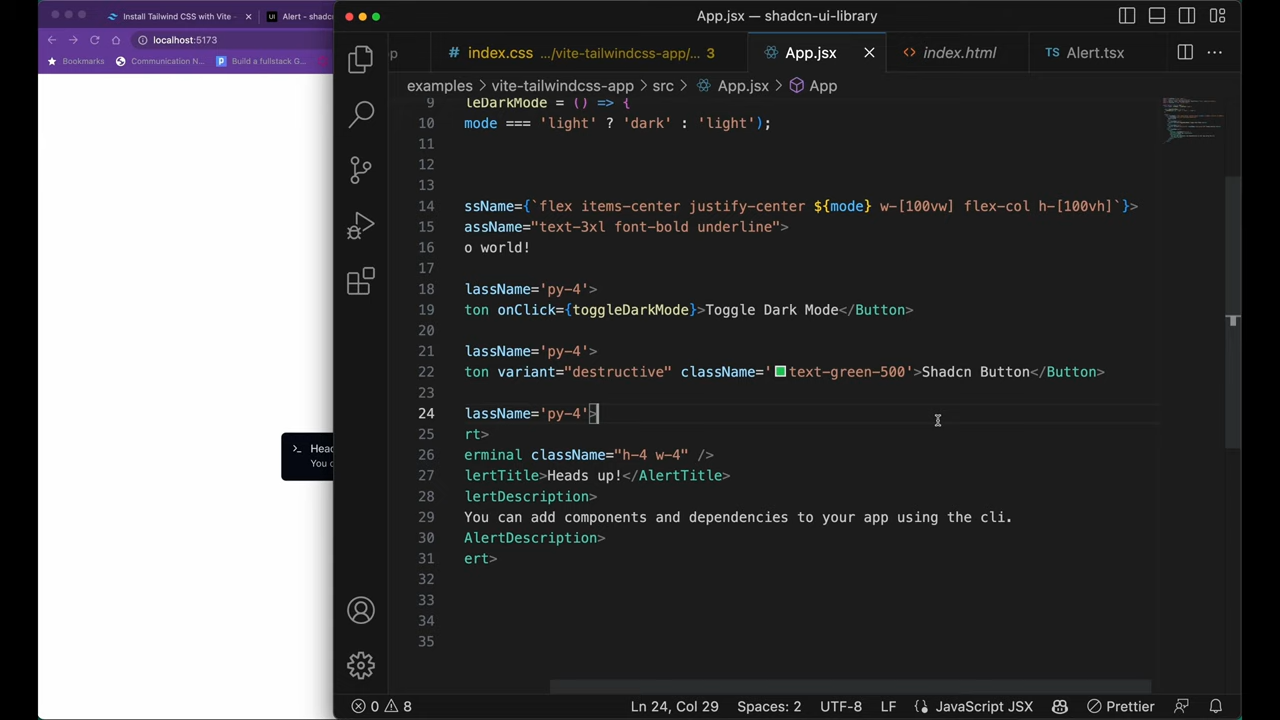 Install Tailwind CSS with Vite
Alert - shadcn
localhost:5173
Bookmarks
Communication N...
Build a fullstack G...
Head
You c
App.jsx — shadcn-ui-library
p
index.css .../vite-tailwindcss-app/... 3
App.jsx
index.html
TS Alert.tsx
examples > vite-tailwindcss-app > src > App.jsx > App
9 leDarkMode = () => {
10 mode === 'light' ? 'dark' : 'light');
11
12
13
14 ssName={`flex items-center justify-center ${mode} w-[100vw] flex-col h-[100vh]`}>
15 assName="text-3xl font-bold underline">
16 o world!
17
18 lassName='py-4'>
19 ton onClick={toggleDarkMode}>Toggle Dark Mode</Button>
20
21 lassName='py-4'>
22 ton variant="destructive" className='text-green-500'>Shadcn Button</Button>
23
24 lassName='py-4'>
25 rt>
26 erminal className="h-4 w-4" />
27 lertTitle>Heads up!</AlertTitle>
28 lertDescription>
29 You can add components and dependencies to your app using the cli.
30 AlertDescription>
31 ert>
32
33
34
35
0 8
Ln 24, Col 29
Spaces: 2
UTF-8
LF
JavaScript JSX
Prettier